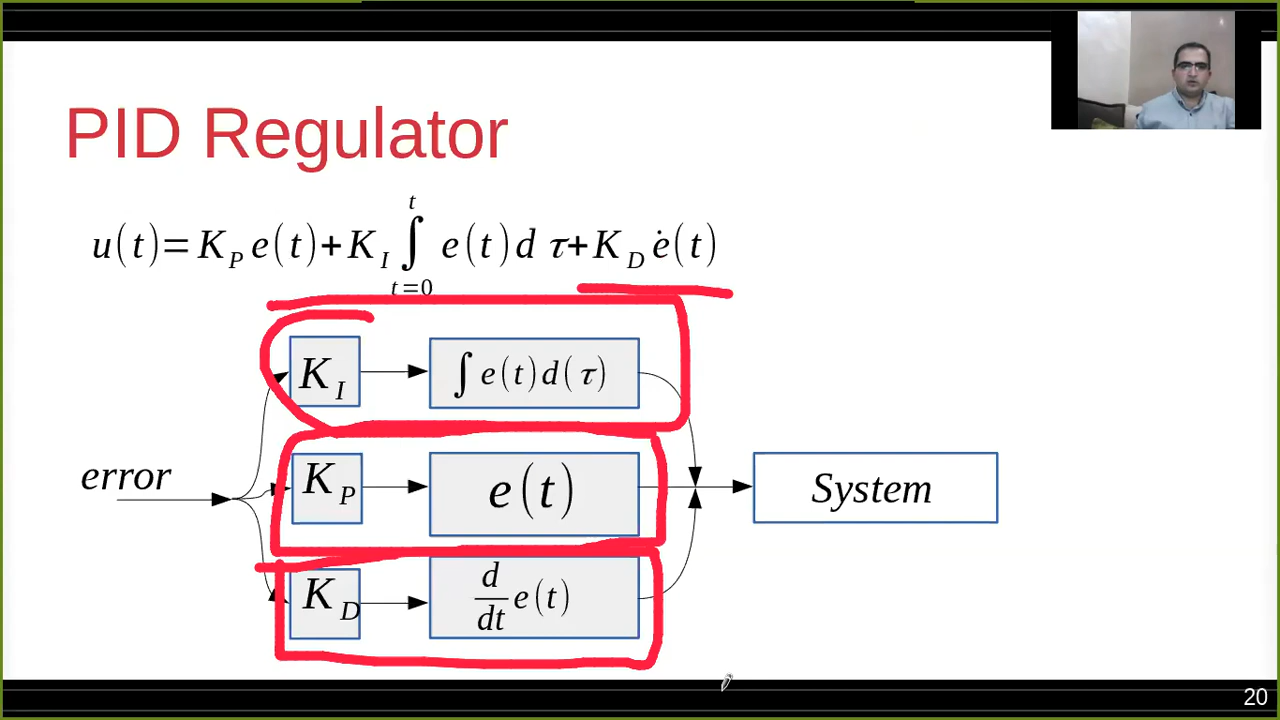 PID Regulator
u(t)=K_P e(t)+K_I ∫_{t=0}^{t} e(t)d τ+K_D ė(t)
K_I
∫ e(t)d(τ)
error
K_P
e(t)
System
K_D
d/dt e(t)
20